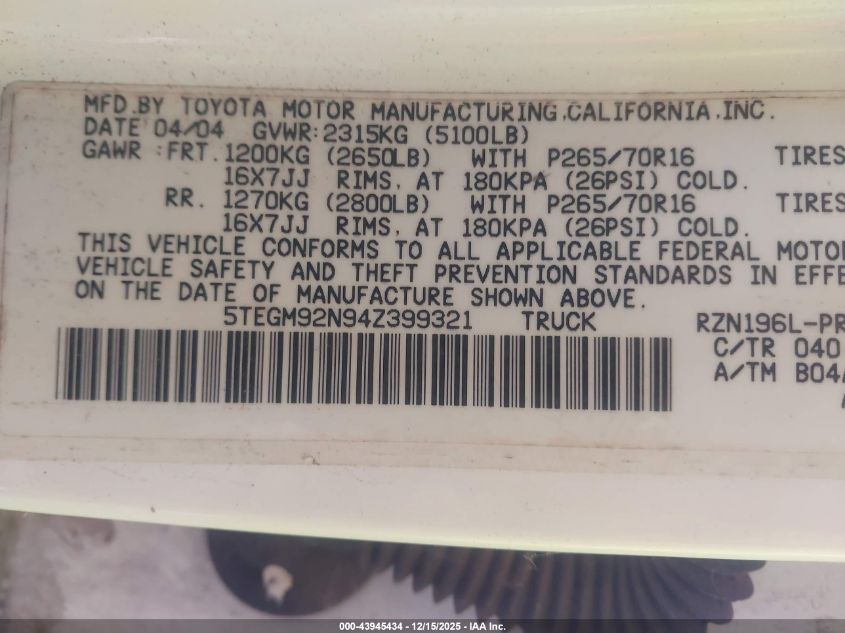 MFD.BY TOYOTA MOTOR MANUFACTURING,CALIFORNIA,INC.
DATE 04/04 GVWR:2315KG (5100LB)
GAWR :FRT.1200KG (2650LB) WITH P265/70R16 TIRES
16X7JJ RIMS, AT 180KPA (26PSI) COLD.
RR. 1270KG (2800LB) WITH P265/70R16 TIRES
16X7JJ RIMS, AT 180KPA (26PSI) COLD.
THIS VEHICLE CONFORMS TO ALL APPLICABLE FEDERAL MOTOR
VEHICLE SAFETY AND THEFT PREVENTION STANDARDS IN EFFE
ON THE DATE OF MANUFACTURE SHOWN ABOVE.
5TEGM92N94Z399321 TRUCK RZN196L-PR
C/TR 040
A/TM B04A
000-43945434 - 12/15/2025 - IAA Inc.